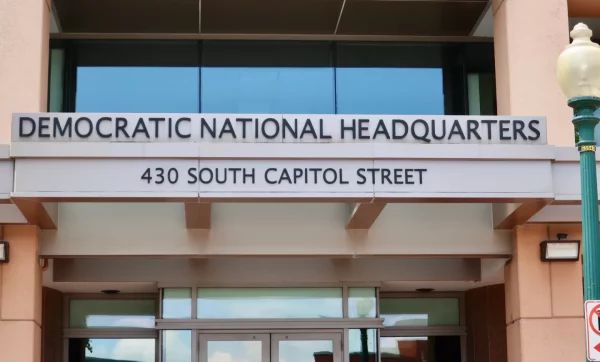 DEMOCRATIC NATIONAL HEADQUARTERS
430 SOUTH CAPITOL STREET